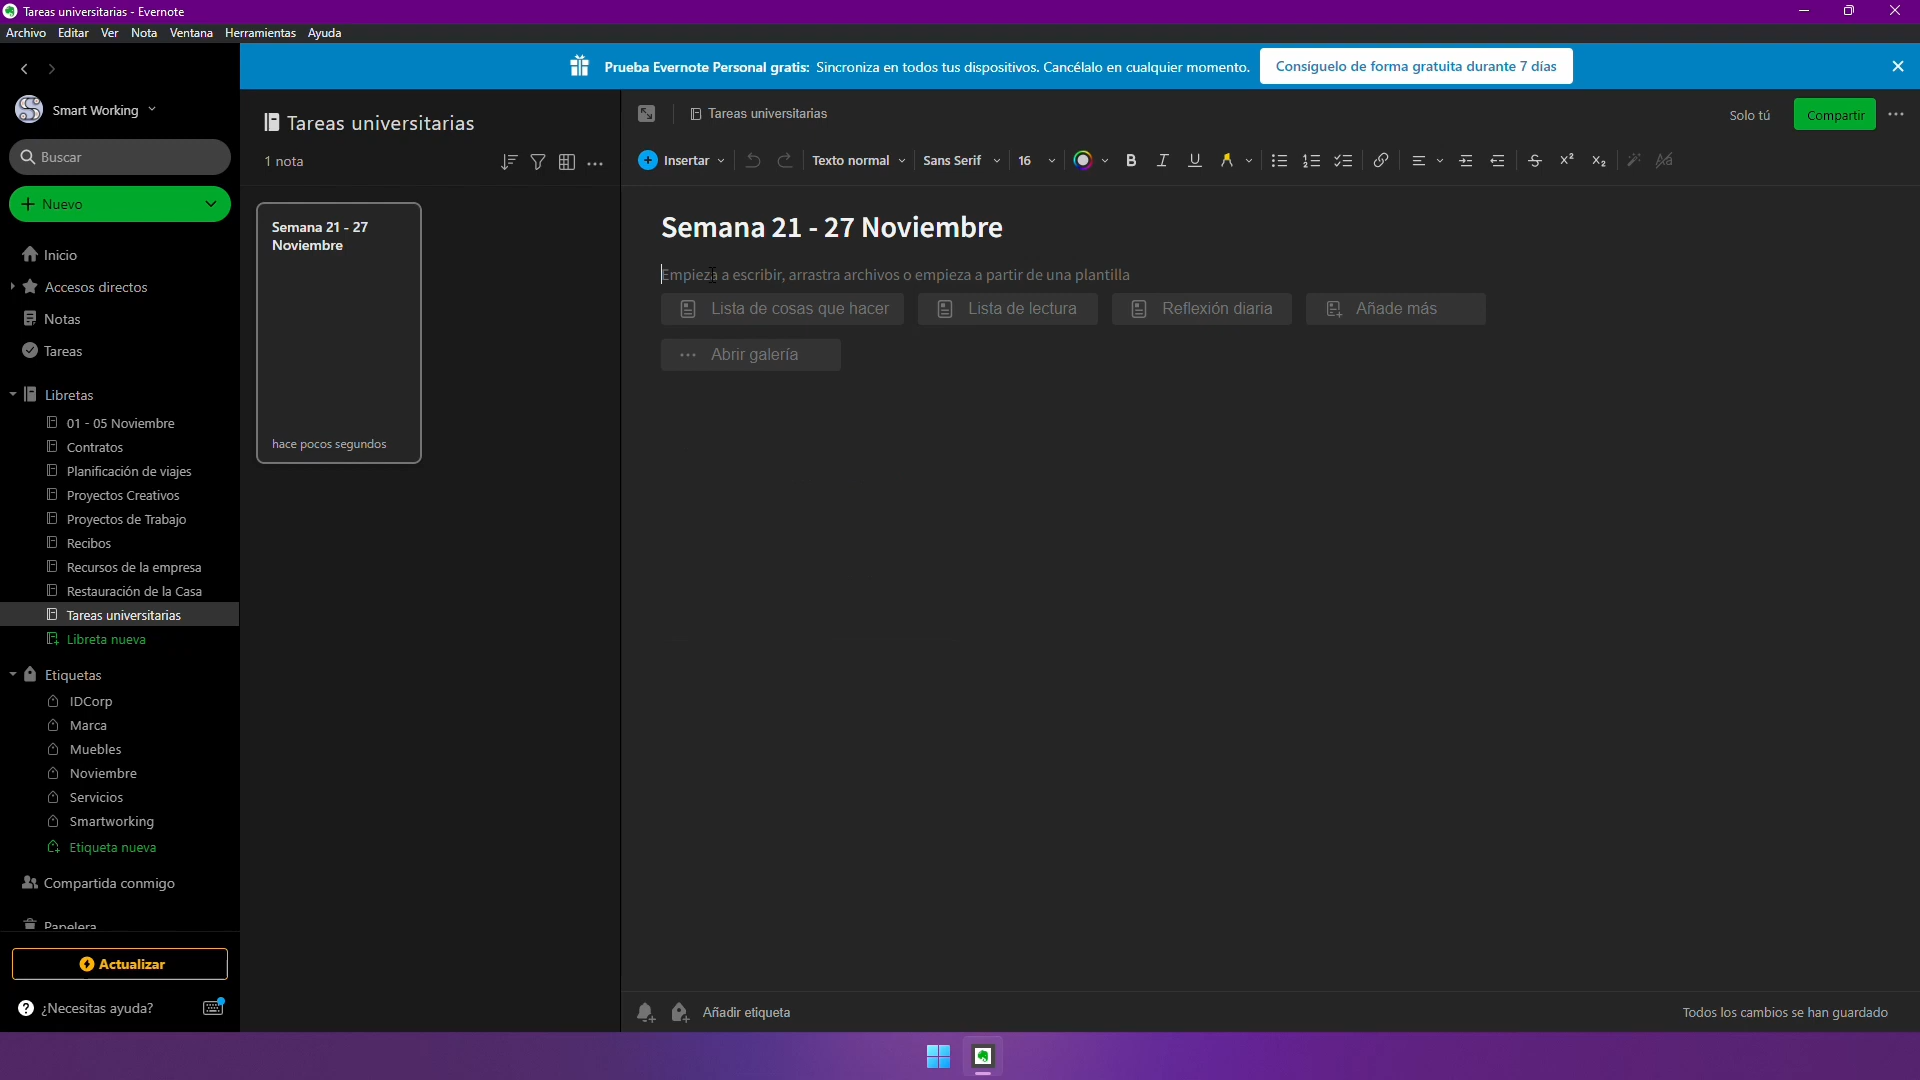 Tareas universitarias - Evernote
Archivo Editar Ver Nota Ventana Herramientas Ayuda
Prueba Evernote Personal gratis: Sincroniza en todos tus dispositivos. Cancélalo en cualquier momento. Consíguelo de forma gratuita durante 7 días
Smart Working
Buscar
Nuevo
Inicio
Accesos directos
Notas
Tareas
Libretas
01 - 05 Noviembre
Contratos
Planificación de viajes
Proyectos Creativos
Proyectos de Trabajo
Recibos
Recursos de la empresa
Restauración de la Casa
Tareas universitarias
Libreta nueva
Etiquetas
IDCorp
Marca
Muebles
Noviembre
Servicios
Smartworking
Etiqueta nueva
Compartida conmigo
Papelera
Actualizar
¿Necesitas ayuda?
Tareas universitarias
1 nota
Semana 21 - 27
Noviembre
hace pocos segundos
Tareas universitarias
Solo tú
Compartir
Insertar Texto normal Sans Serif 16
Semana 21 - 27 Noviembre
Empieza a escribir, arrastra archivos o empieza a partir de una plantilla
Lista de cosas que hacer
Lista de lectura
Reflexión diaria
Añade más
Abrir galería
Añadir etiqueta
Todos los cambios se han guardado